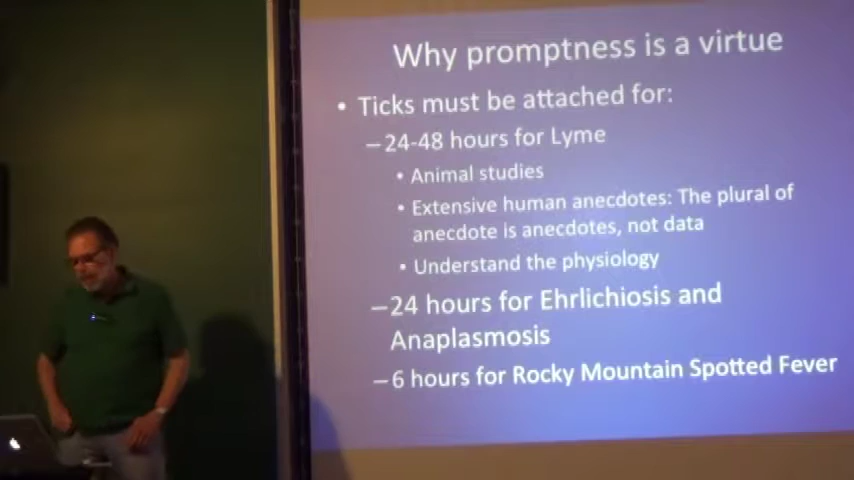 Why promptness is a virtue
• Ticks must be attached for:
–24-48 hours for Lyme
• Animal studies
• Extensive human anecdotes: The plural of
anecdote is anecdotes, not data
• Understand the physiology
–24 hours for Ehrlichiosis and
Anaplasmosis
–6 hours for Rocky Mountain Spotted Fever